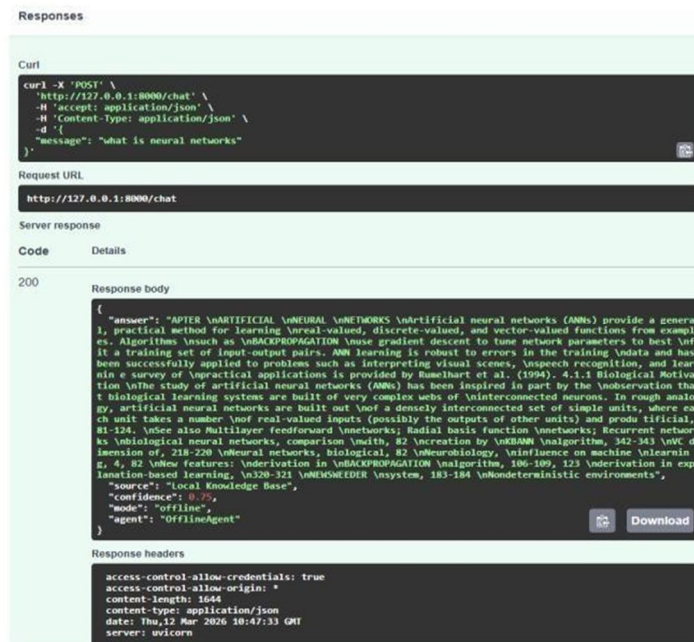 Responses
Curl
curl -X 'POST' \
'http://127.0.0.1:8000/chat' \
-H 'accept: application/json' \
-H 'Content-Type: application/json' \
-d '{
"message": "what is neural networks"
}'
Request URL
http://127.0.0.1:8000/chat
Server response
Code Details
200
Response body
{
"answer": "APTER \nARTIFICIAL \nNEURAL \nNETWORKS \nArtificial neural networks (ANNs) provide a genera
l, practical method for learning \nreal-valued, discrete-valued, and vector-valued functions from exampl
es. Algorithms \nsuch as \nBACKPROPAGATION \nuse gradient descent to tune network parameters to best \nf
it a training set of input-output pairs. ANN learning is robust to errors in the training \ndata and has
been successfully applied to problems such as interpreting visual scenes, \nspeech recognition, and lear
nin e survey of \npractical applications is provided by Rumelhart et al. (1994). 4.1.1 Biological Motiva
tion \nThe study of artificial neural networks (ANNs) has been inspired in part by the \nobservation tha
t biological learning systems are built of very complex webs of \ninterconnected neurons. In rough analo
gy, artificial neural networks are built out \nof a densely interconnected set of simple units, where ea
ch unit takes a number \nof real-valued inputs (possibly the outputs of other units) and produ tificial,
81-124. \nSee also Multilayer feedforward \nnetworks; Radial basis function \nnetworks; Recurrent networ
ks \nbiological neural networks, comparison \nwith, 82 \ncreation by \nKBANN \nalgorithm, 342-343 \nVC d
imension of, 218-220 \nNeural networks, biological, 82 \nNeurobiology, \ninfluence on machine \nlearnin
g, 4, 82 \nNew features: \nderivation in \nBACKPROPAGATION \nalgorithm, 106-109, 123 \nderivation in exp
lanation-based learning, \n320-321 \nNEWSWEEDER \nsystem, 183-184 \nNondeterministic environments",
"source": "Local Knowledge Base",
"confidence": 0.75,
"mode": "offline",
"agent": "OfflineAgent"
}
Download
Response headers
access-control-allow-credentials: true
access-control-allow-origin: *
content-length: 1644
content-type: application/json
date: Thu,12 Mar 2026 10:47:33 GMT
server: uvicorn